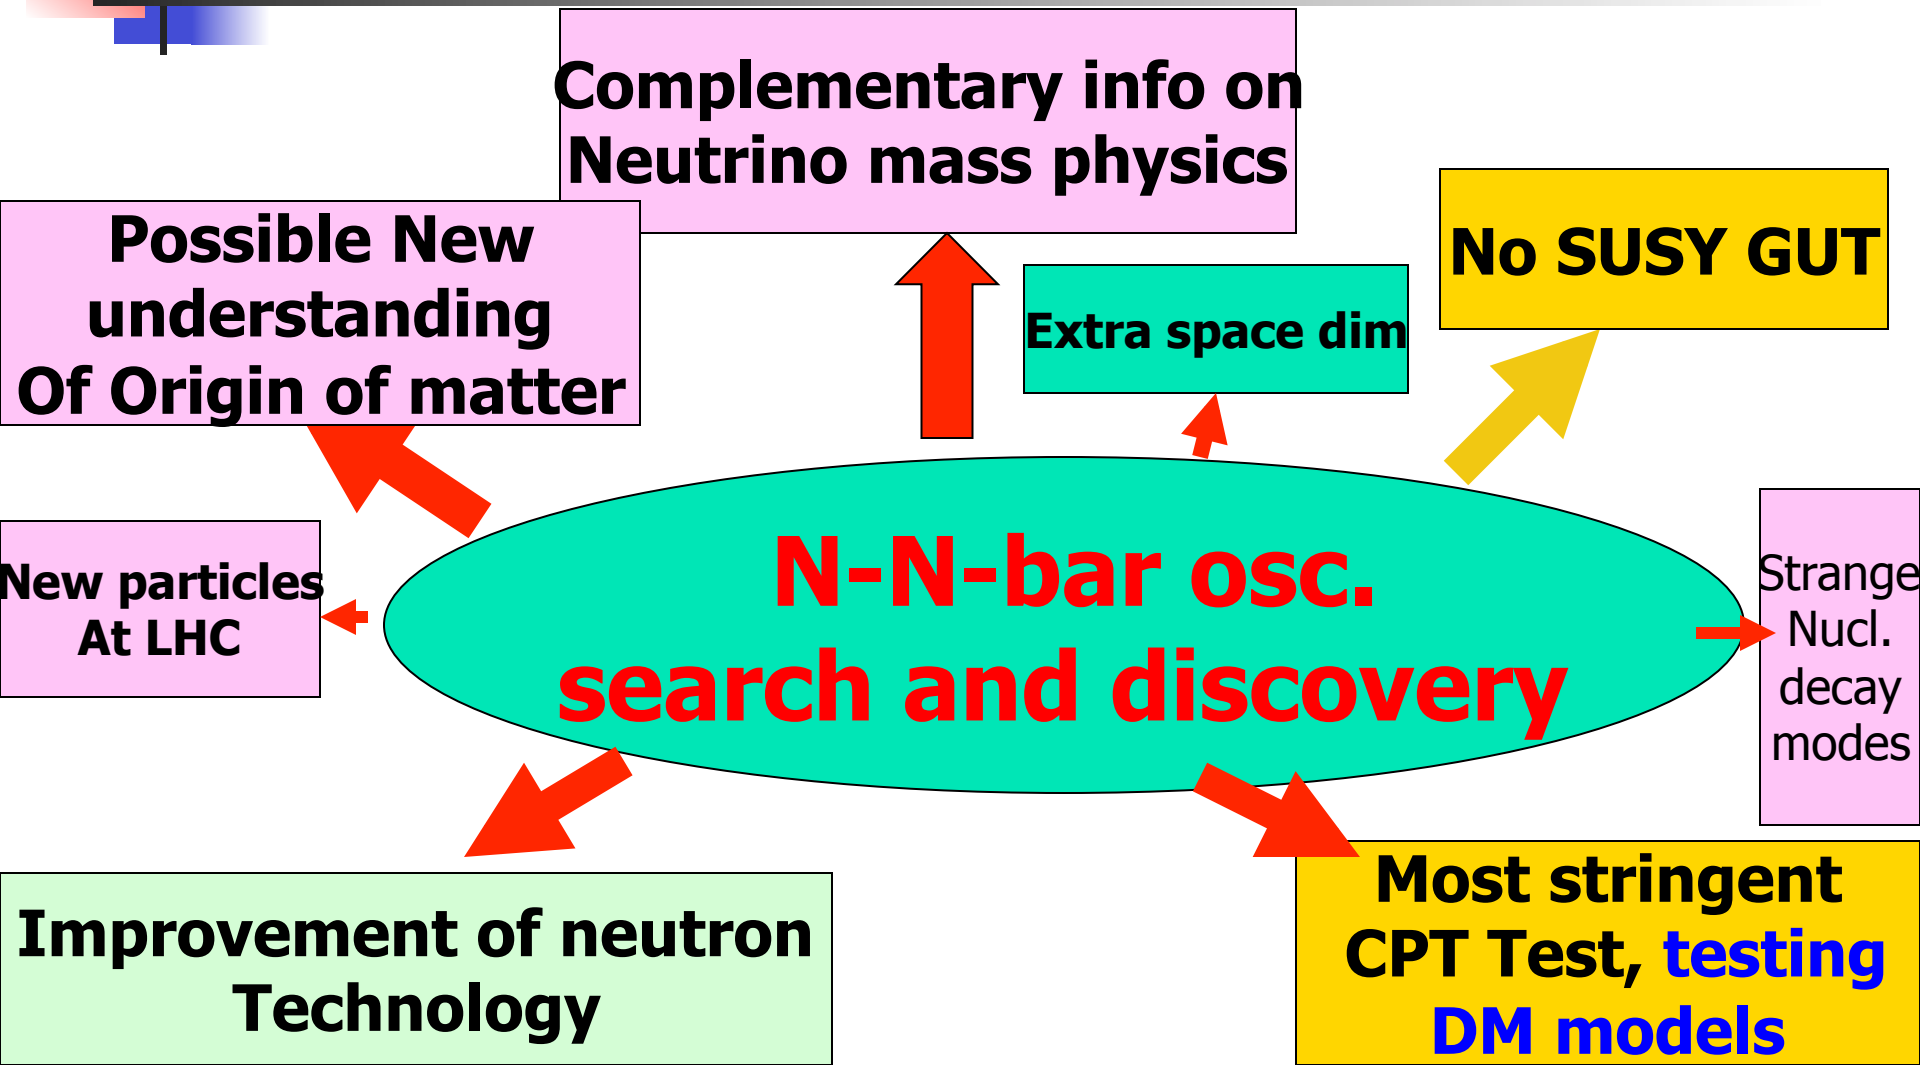 Complementary info on
Neutrino mass physics
Possible New
understanding
Of Origin of matter
No SUSY GUT
Extra space dim
N-N-bar osc.
search and discovery
New particles
At LHC
Strange
Nucl.
decay
modes
Improvement of neutron
Technology
Most stringent
CPT Test, testing
DM models